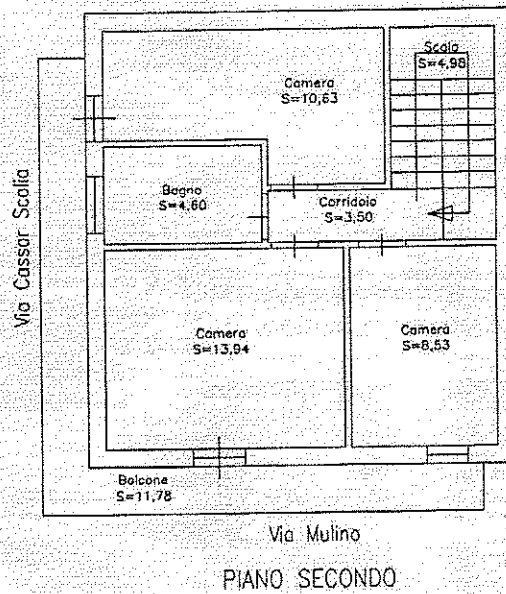 Scala
S=4,98
Camera
S=10,63
Bagno
S=4,60
Corridoio
S=3,50
Via Cassar Scalia
Camera
S=13,94
Camera
S=8,53
Balcone
S=11,78
Via Mulino
PIANO SECONDO